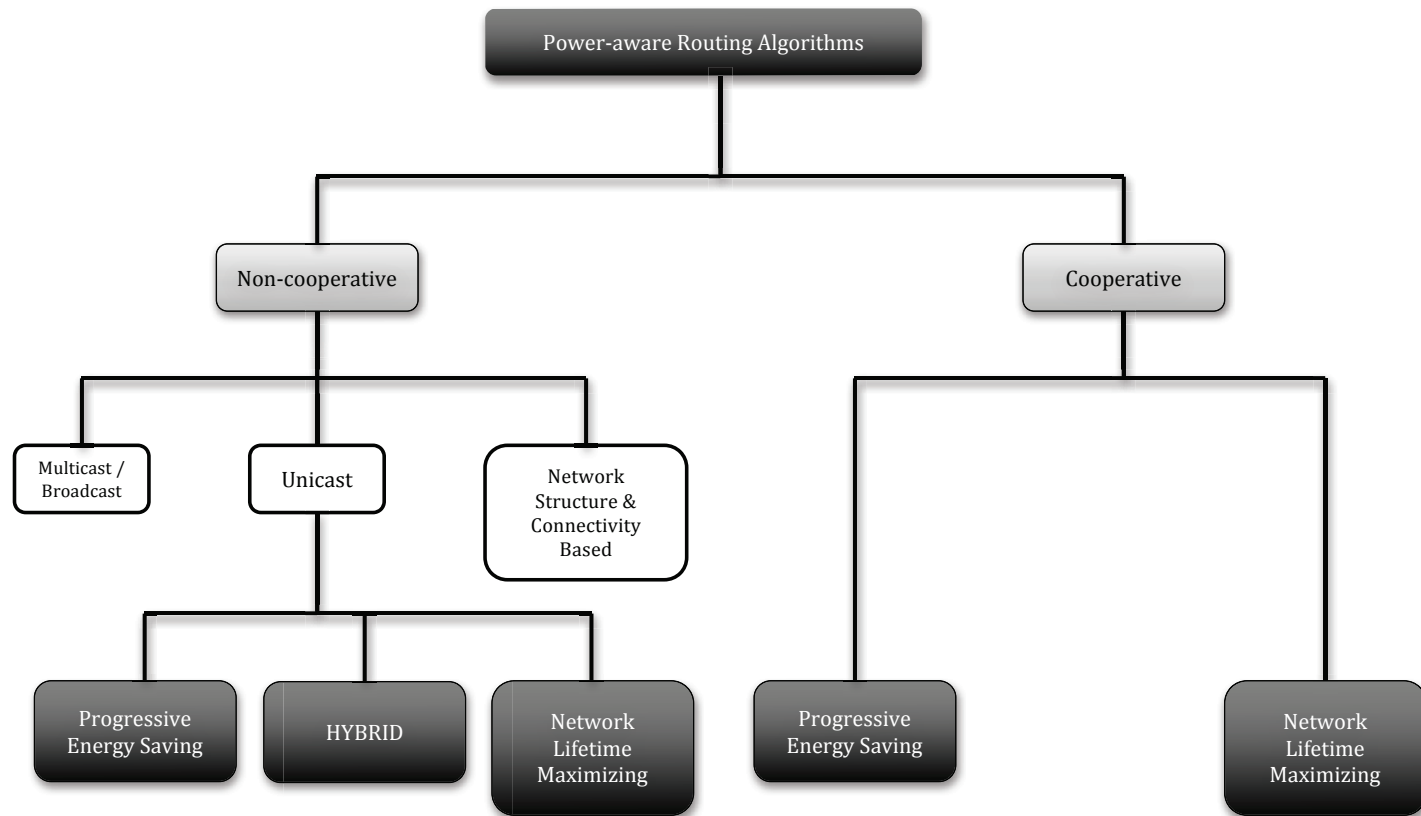 Power-aware Routing Algorithms
Non-cooperative
Cooperative
Multicast /
Broadcast
Unicast
Network
Structure &
Connectivity
Based
Progressive
Energy Saving
HYBRID
Network
Lifetime
Maximizing
Progressive
Energy Saving
Network
Lifetime
Maximizing